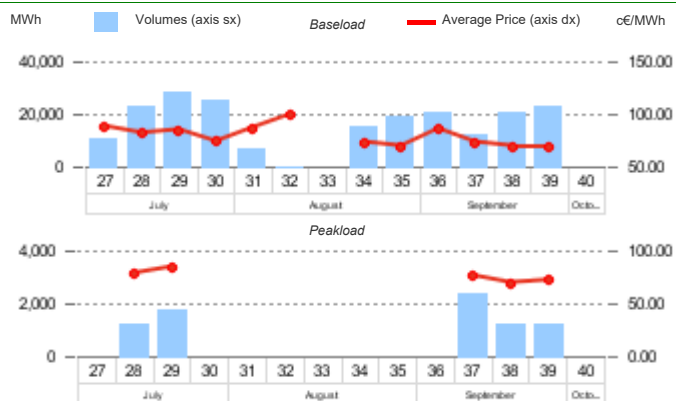 MWh Volumes (axis sx) Baseload Average Price (axis dx) c€/MWh
40,000 150.00
20,000 100.00
0 50.00
27 28 29 30 31 32 33 34 35 36 37 38 39 40
July August September Octo...
Peakload
4,000 100.00
2,000 50.00
0 0.00
27 28 29 30 31 32 33 34 35 36 37 38 39 40
July August September Octo...